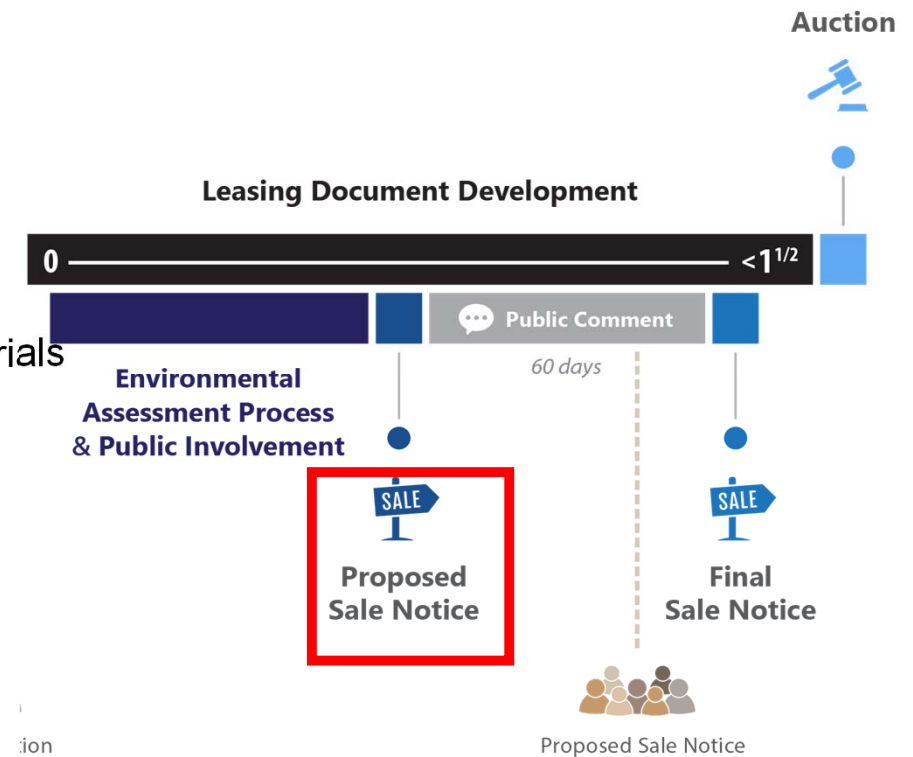 Auction
Leasing Document Development
0 <1 1/2
Public Comment
rials
60 days
Environmental
Assessment Process
& Public Involvement
SALE
SALE
Proposed
Sale Notice
Final
Sale Notice
:ion
Proposed Sale Notice